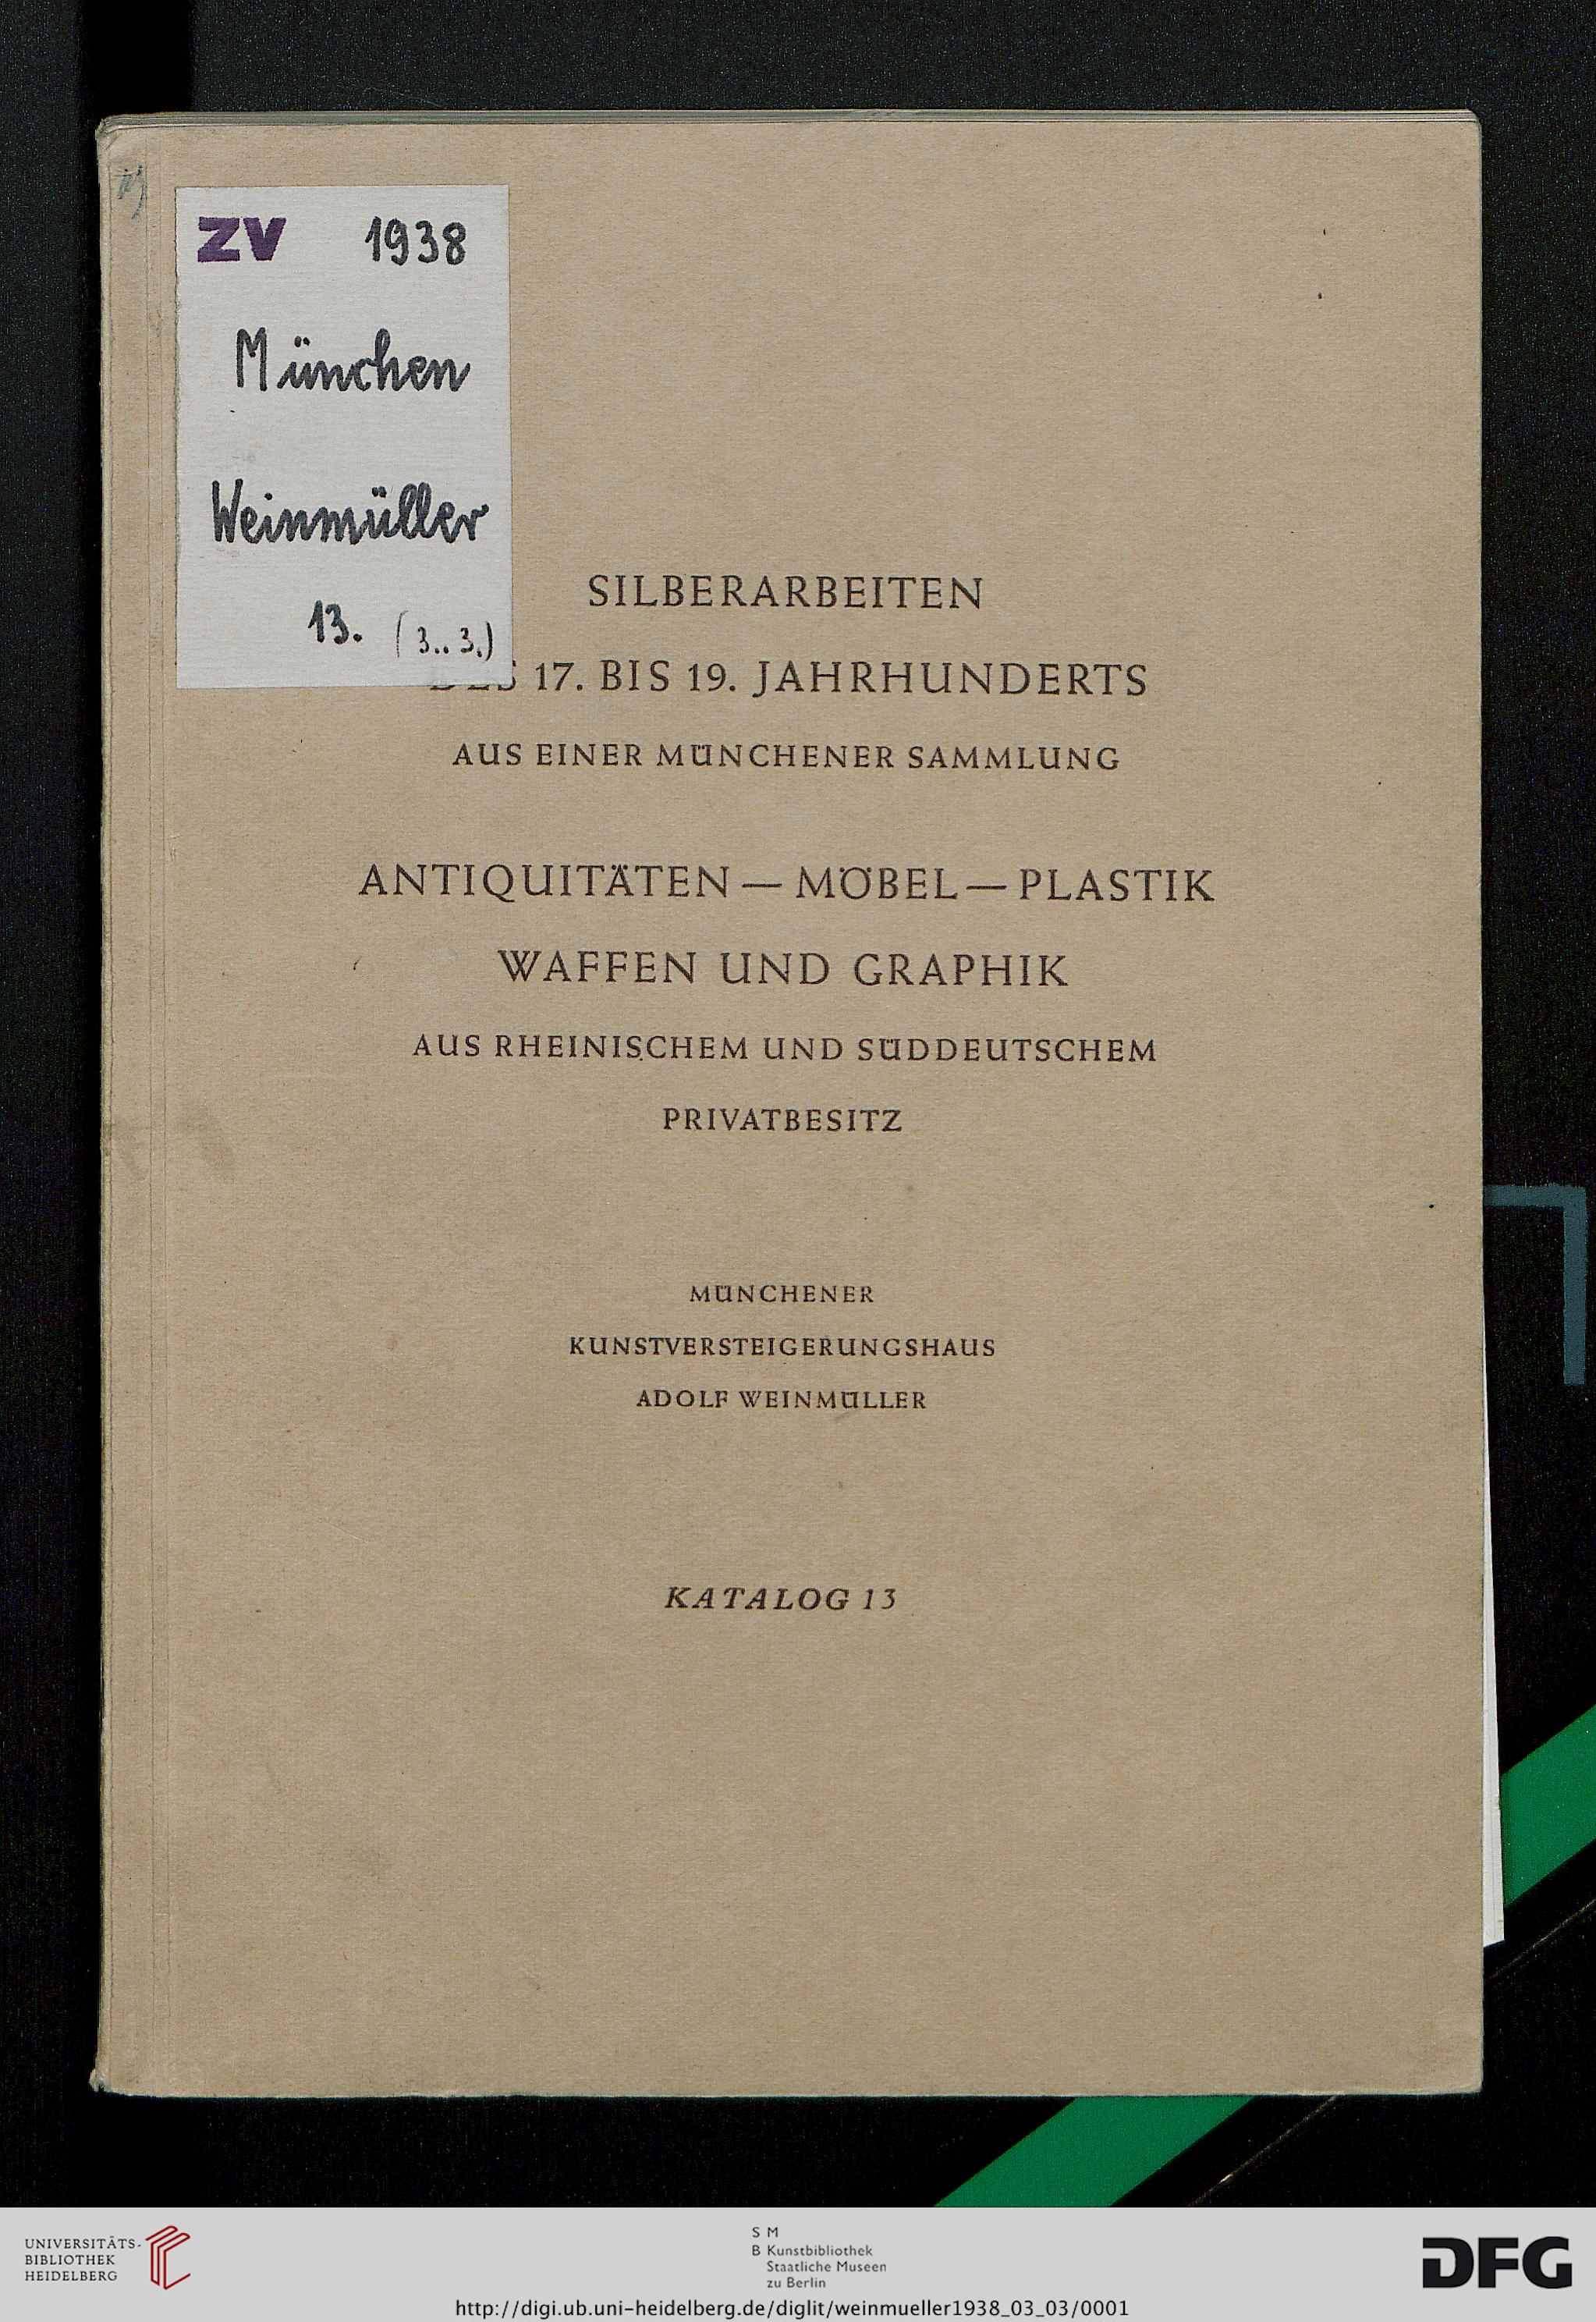 ZV 1938
München
Weinmüller
13. (3..3.)
SILBERARBEITEN
17. BIS 19. JAHRHUNDERTS
AUS EINER MÜNCHENER SAMMLUNG
ANTIQUITÄTEN — MÖBEL — PLASTIK
WAFFEN UND GRAPHIK
AUS RHEINISCHEM UND SÜDDEUTSCHEM
PRIVATBESITZ
MÜNCHENER
KUNSTVERSTEIGERUNGSHAUS
ADOLF WEINMÜLLER
KATALOG 13
UNIVERSITÄTS-
BIBLIOTHEK
HEIDELBERG
S M
B Kunstbibliothek
Staatliche Museen
zu Berlin
DFG
http://digi.ub.uni-heidelberg.de/diglit/weinmueller1938_03_03/0001